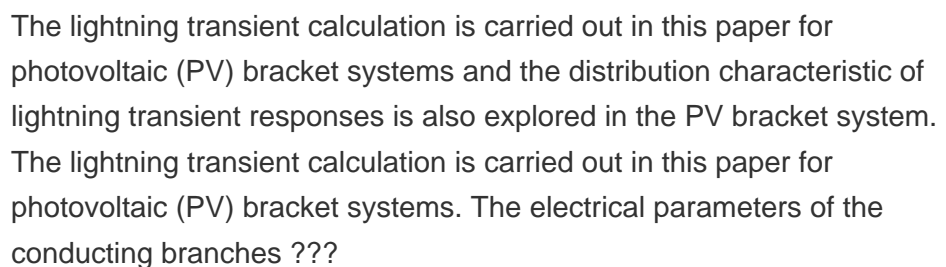 The lightning transient calculation is carried out in this paper for
photovoltaic (PV) bracket systems and the distribution characteristic of
lightning transient responses is also explored in the PV bracket system.
The lightning transient calculation is carried out in this paper for
photovoltaic (PV) bracket systems. The electrical parameters of the
conducting branches ???